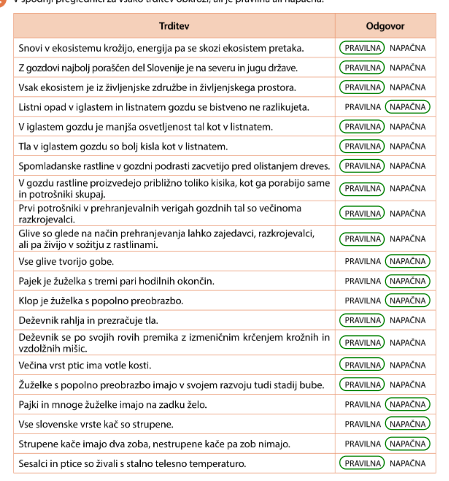 V spodnji preglednici za vsako trditev obkroži, ali je pravilna ali napačna.
Trditev Odgovor
Snovi v ekosistemu krožijo, energija pa se skozi ekosistem pretaka. PRAVILNA NAPAČNA
Z gozdovi najbolj poraščen del Slovenije je na severu in jugu države. PRAVILNA NAPAČNA
Vsak ekosistem je iz življenjske združbe in življenjskega prostora. PRAVILNA NAPAČNA
Listni opad v iglastem in listnatem gozdu se bistveno ne razlikujeta. PRAVILNA NAPAČNA
V iglastem gozdu je manjša osvetljenost tal kot v listnatem. PRAVILNA NAPAČNA
Tla v iglastem gozdu so bolj kisla kot v listnatem. PRAVILNA NAPAČNA
Spomladanske rastline v gozdni podrasti zacvetijo pred olistanjem dreves. PRAVILNA NAPAČNA
V gozdu rastline proizvedejo približno toliko kisika, kot ga porabijo same
in potrošniki skupaj. PRAVILNA NAPAČNA
Prvi potrošniki v prehranjevalnih verigah gozdnih tal so večinoma
razkrojevalci. PRAVILNA NAPAČNA
Glive so glede na način prehranjevanja lahko zajedavci, razkrojevalci,
ali pa živijo v sožitju z rastlinami. PRAVILNA NAPAČNA
Vse glive tvorijo gobe. PRAVILNA NAPAČNA
Pajek je žuželka s tremi pari hodilnih okončin. PRAVILNA NAPAČNA
Klop je žuželka s popolno preobrazbo. PRAVILNA NAPAČNA
Deževnik rahlja in prezračuje tla. PRAVILNA NAPAČNA
Deževnik se po svojih rovih premika z izmeničnim krčenjem krožnih in
vzdolžnih mišic. PRAVILNA NAPAČNA
Večina vrst ptic ima votle kosti. PRAVILNA NAPAČNA
Žuželke s popolno preobrazbo imajo v svojem razvoju tudi stadij bube. PRAVILNA NAPAČNA
Pajki in mnoge žuželke imajo na zadku želo. PRAVILNA NAPAČNA
Vse slovenske vrste kač so strupene. PRAVILNA NAPAČNA
Strupene kače imajo dva zoba, nestrupene kače pa zob nimajo. PRAVILNA NAPAČNA
Sesalci in ptice so živali s stalno telesno temperaturo. PRAVILNA NAPAČNA